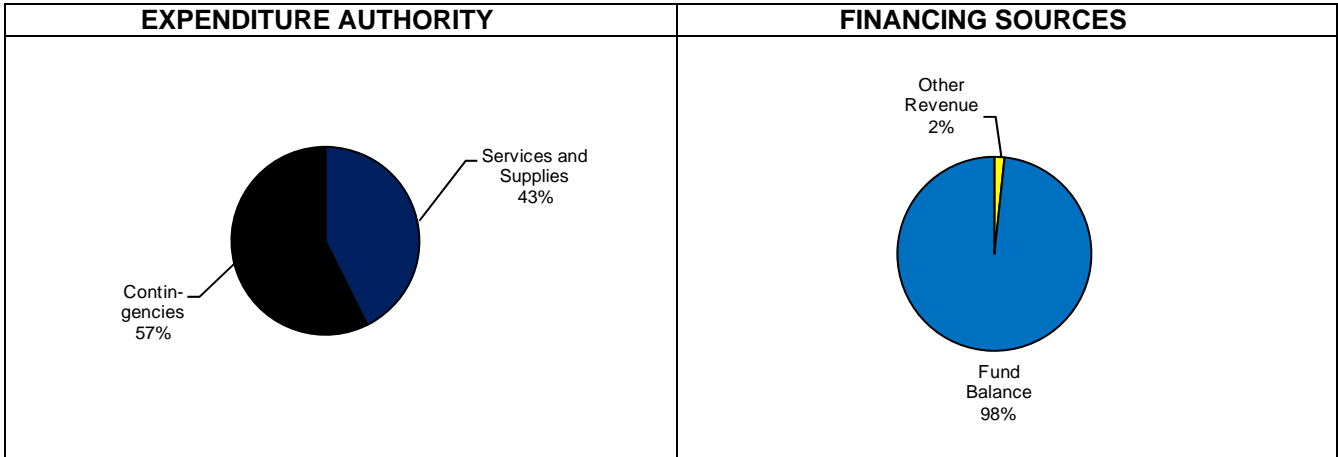 EXPENDITURE AUTHORITY
Services and
Supplies
43%
Contin-
gencies
57%
FINANCING SOURCES
Other
Revenue
2%
Fund
Balance
98%